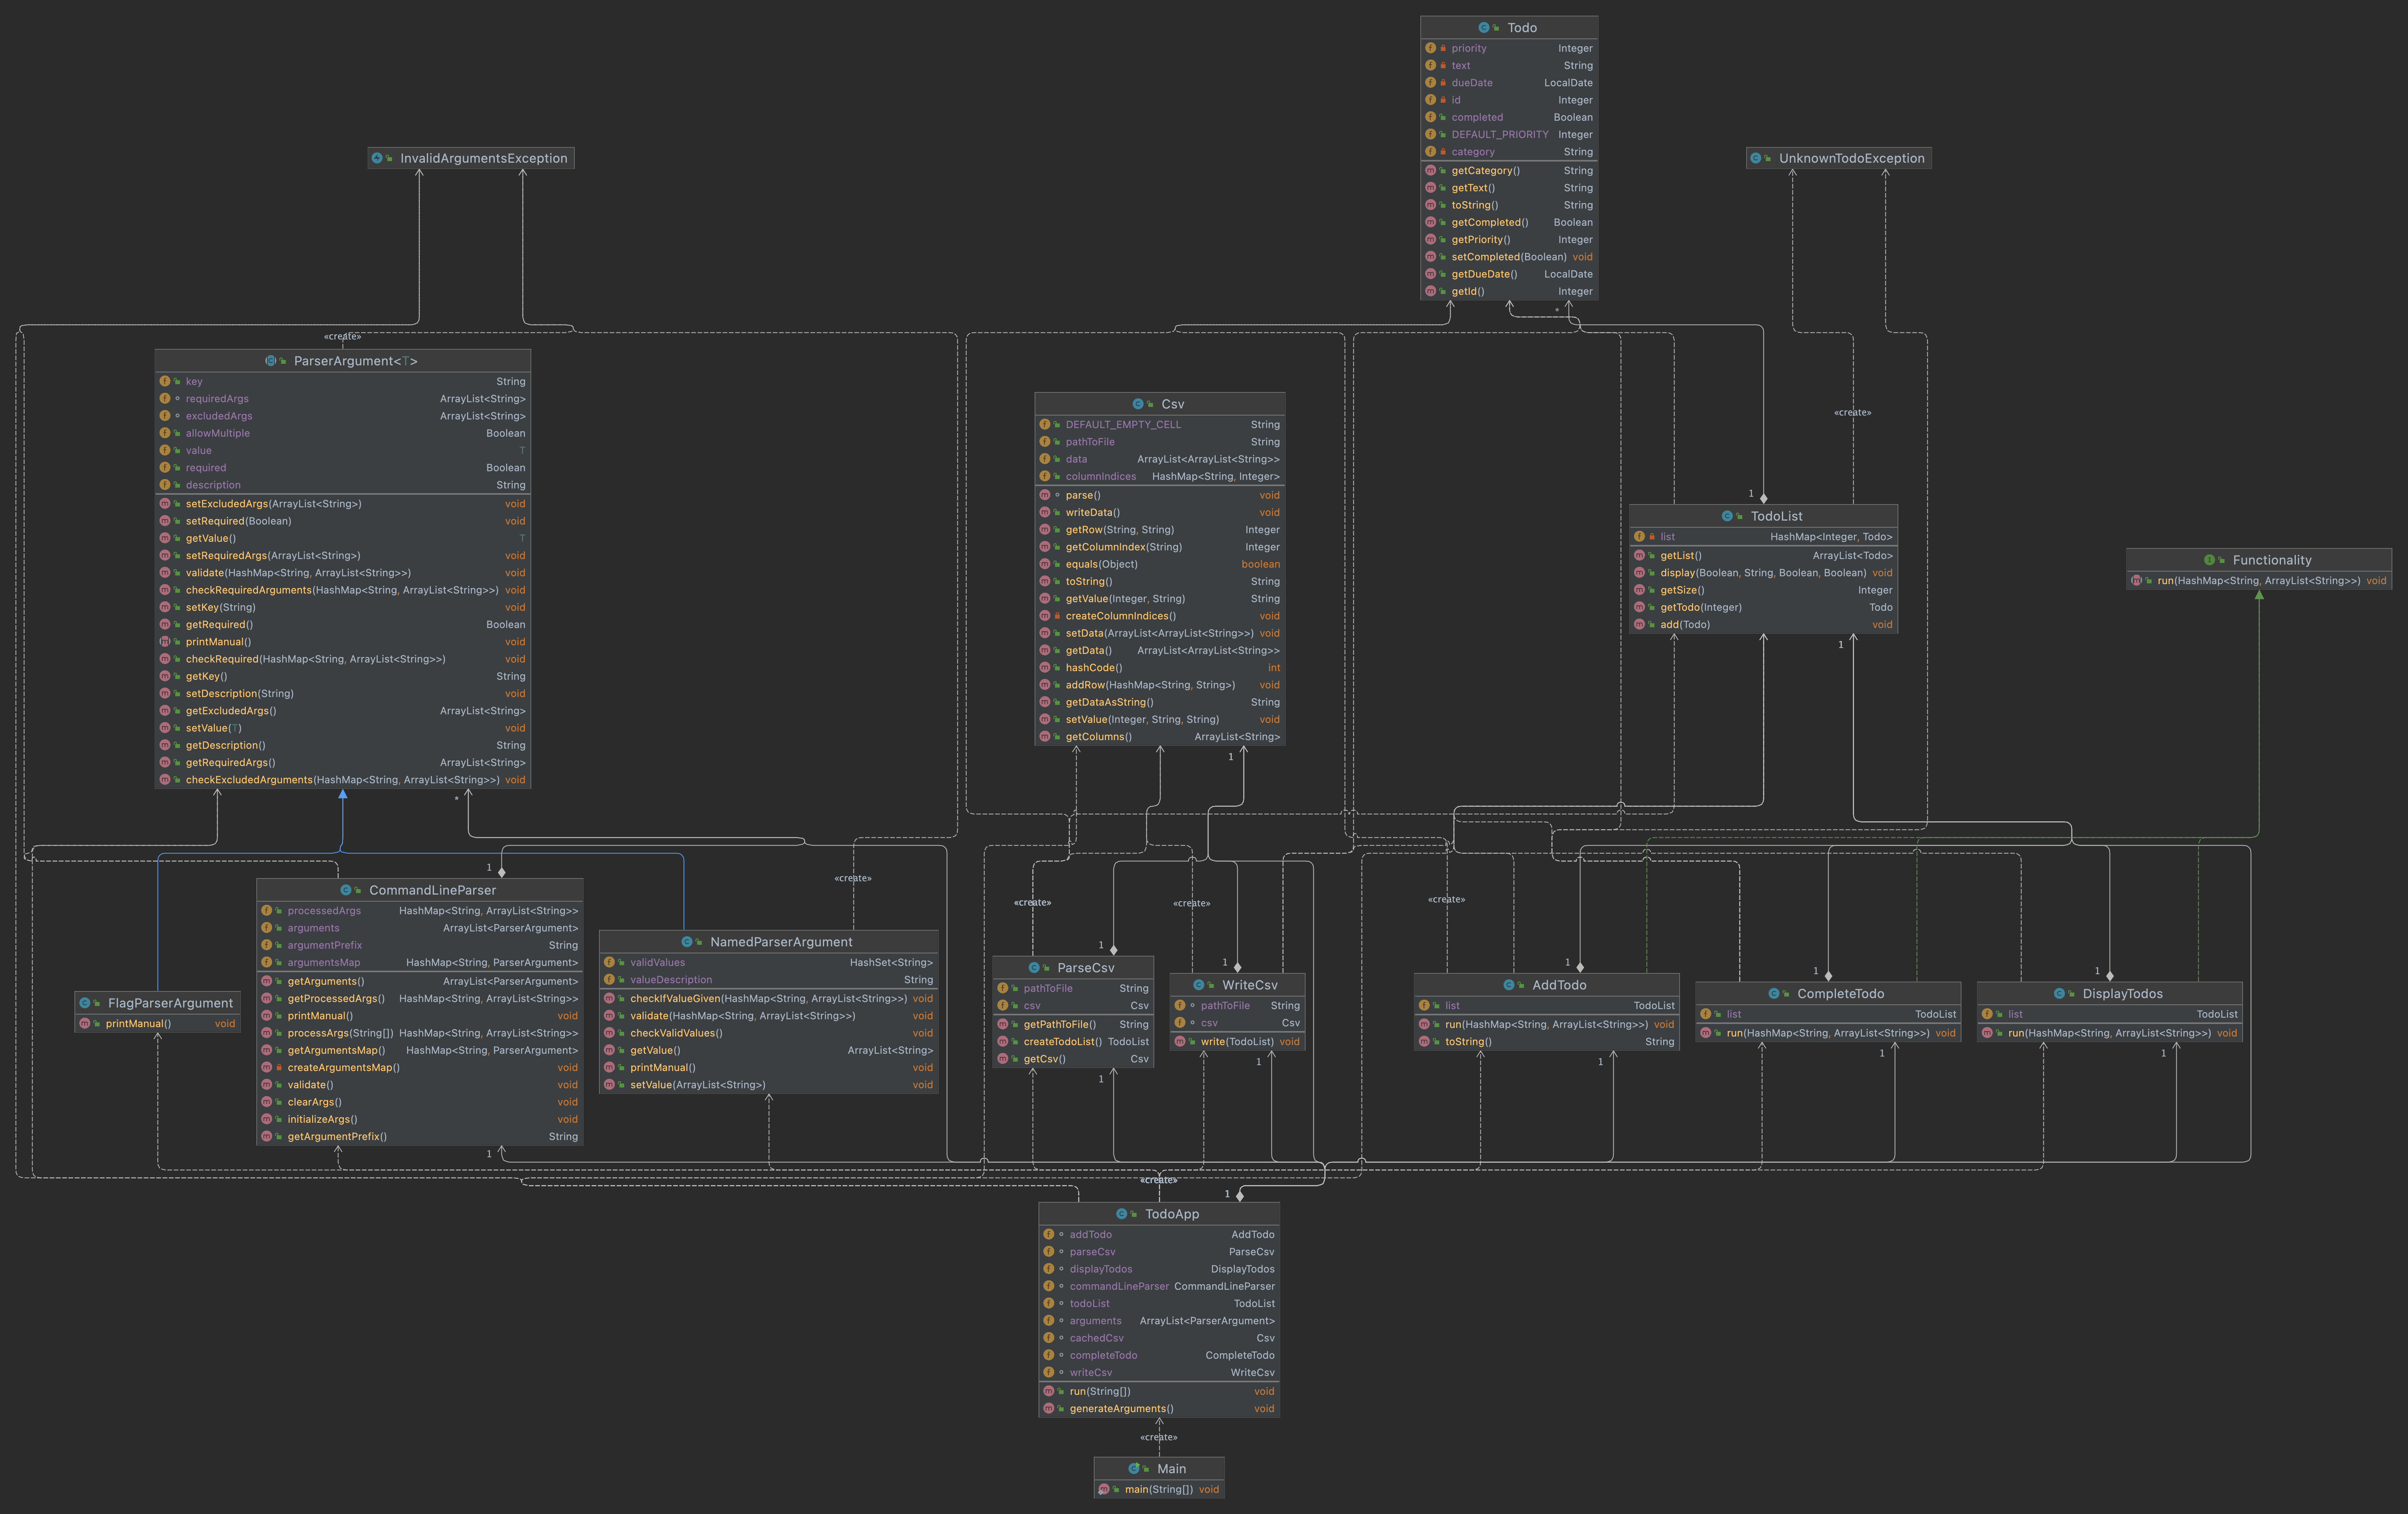 Todo
priority Integer
text String
dueDate LocalDate
id Integer
completed Boolean
DEFAULT_PRIORITY Integer
category String
getCategory() String
getText() String
toString() String
getCompleted() Boolean
getPriority() Integer
setCompleted(Boolean) void
getDueDate() LocalDate
getId() Integer
*
InvalidArgumentsException
UnknownTodoException
«create»
ParserArgument<T>
key String
requiredArgs ArrayList<String>
excludedArgs ArrayList<String>
allowMultiple Boolean
value T
required Boolean
description String
setExcludedArgs(ArrayList<String>) void
setRequired(Boolean) void
getValue() T
setRequiredArgs(ArrayList<String>) void
validate(HashMap<String, ArrayList<String>>) void
checkRequiredArguments(HashMap<String, ArrayList<String>>) void
setKey(String) void
getRequired() Boolean
printManual() void
checkRequired(HashMap<String, ArrayList<String>>) void
getKey() String
setDescription(String) void
getExcludedArgs() ArrayList<String>
setValue(T) void
getDescription() String
getRequiredArgs() ArrayList<String>
checkExcludedArguments(HashMap<String, ArrayList<String>>) void
*
Csv
DEFAULT_EMPTY_CELL String
pathToFile String
data ArrayList<ArrayList<String>>
columnIndices HashMap<String, Integer>
parse() void
writeData() void
getRow(String, String) Integer
getColumnIndex(String) Integer
equals(Object) boolean
toString() String
getValue(Integer, String) String
createColumnIndices() void
setData(ArrayList<ArrayList<String>>) void
getData() ArrayList<ArrayList<String>>
hashCode() int
addRow(HashMap<String, String>) void
getDataAsString() String
setValue(Integer, String, String) void
getColumns() ArrayList<String>
1
«create»
1
TodoList
list HashMap<Integer, Todo>
getList() ArrayList<Todo>
display(Boolean, String, Boolean, Boolean) void
getSize() Integer
getTodo(Integer) Todo
add(Todo) void
1
Functionality
run(HashMap<String, ArrayList<String>>) void
1
CommandLineParser
processedArgs HashMap<String, ArrayList<String>>
arguments ArrayList<ParserArgument>
argumentPrefix String
argumentsMap HashMap<String, ParserArgument>
getArguments() ArrayList<ParserArgument>
getProcessedArgs() HashMap<String, ArrayList<String>>
printManual() void
processArgs(String[]) HashMap<String, ArrayList<String>>
getArgumentsMap() HashMap<String, ParserArgument>
createArgumentsMap() void
validate() void
clearArgs() void
initializeArgs() void
getArgumentPrefix() String
1
«create»
NamedParserArgument
validValues HashSet<String>
valueDescription String
checkIfValueGiven(HashMap<String, ArrayList<String>>) void
validate(HashMap<String, ArrayList<String>>) void
checkValidValues() void
getValue() ArrayList<String>
printManual() void
setValue(ArrayList<String>) void
FlagParserArgument
printManual() void
«create»
1
ParseCsv
pathToFile String
csv Csv
getPathToFile() String
createTodoList() TodoList
getCsv() Csv
1
«create»
1
WriteCsv
pathToFile String
csv Csv
write(TodoList) void
1
«create»
1
AddTodo
list TodoList
run(HashMap<String, ArrayList<String>>) void
toString() String
1
1
CompleteTodo
list TodoList
run(HashMap<String, ArrayList<String>>) void
1
1
DisplayTodos
list TodoList
run(HashMap<String, ArrayList<String>>) void
1
«create»
1
TodoApp
addTodo AddTodo
parseCsv ParseCsv
displayTodos DisplayTodos
commandLineParser CommandLineParser
todoList TodoList
arguments ArrayList<ParserArgument>
cachedCsv Csv
completeTodo CompleteTodo
writeCsv WriteCsv
run(String[]) void
generateArguments() void
«create»
Main
main(String[]) void